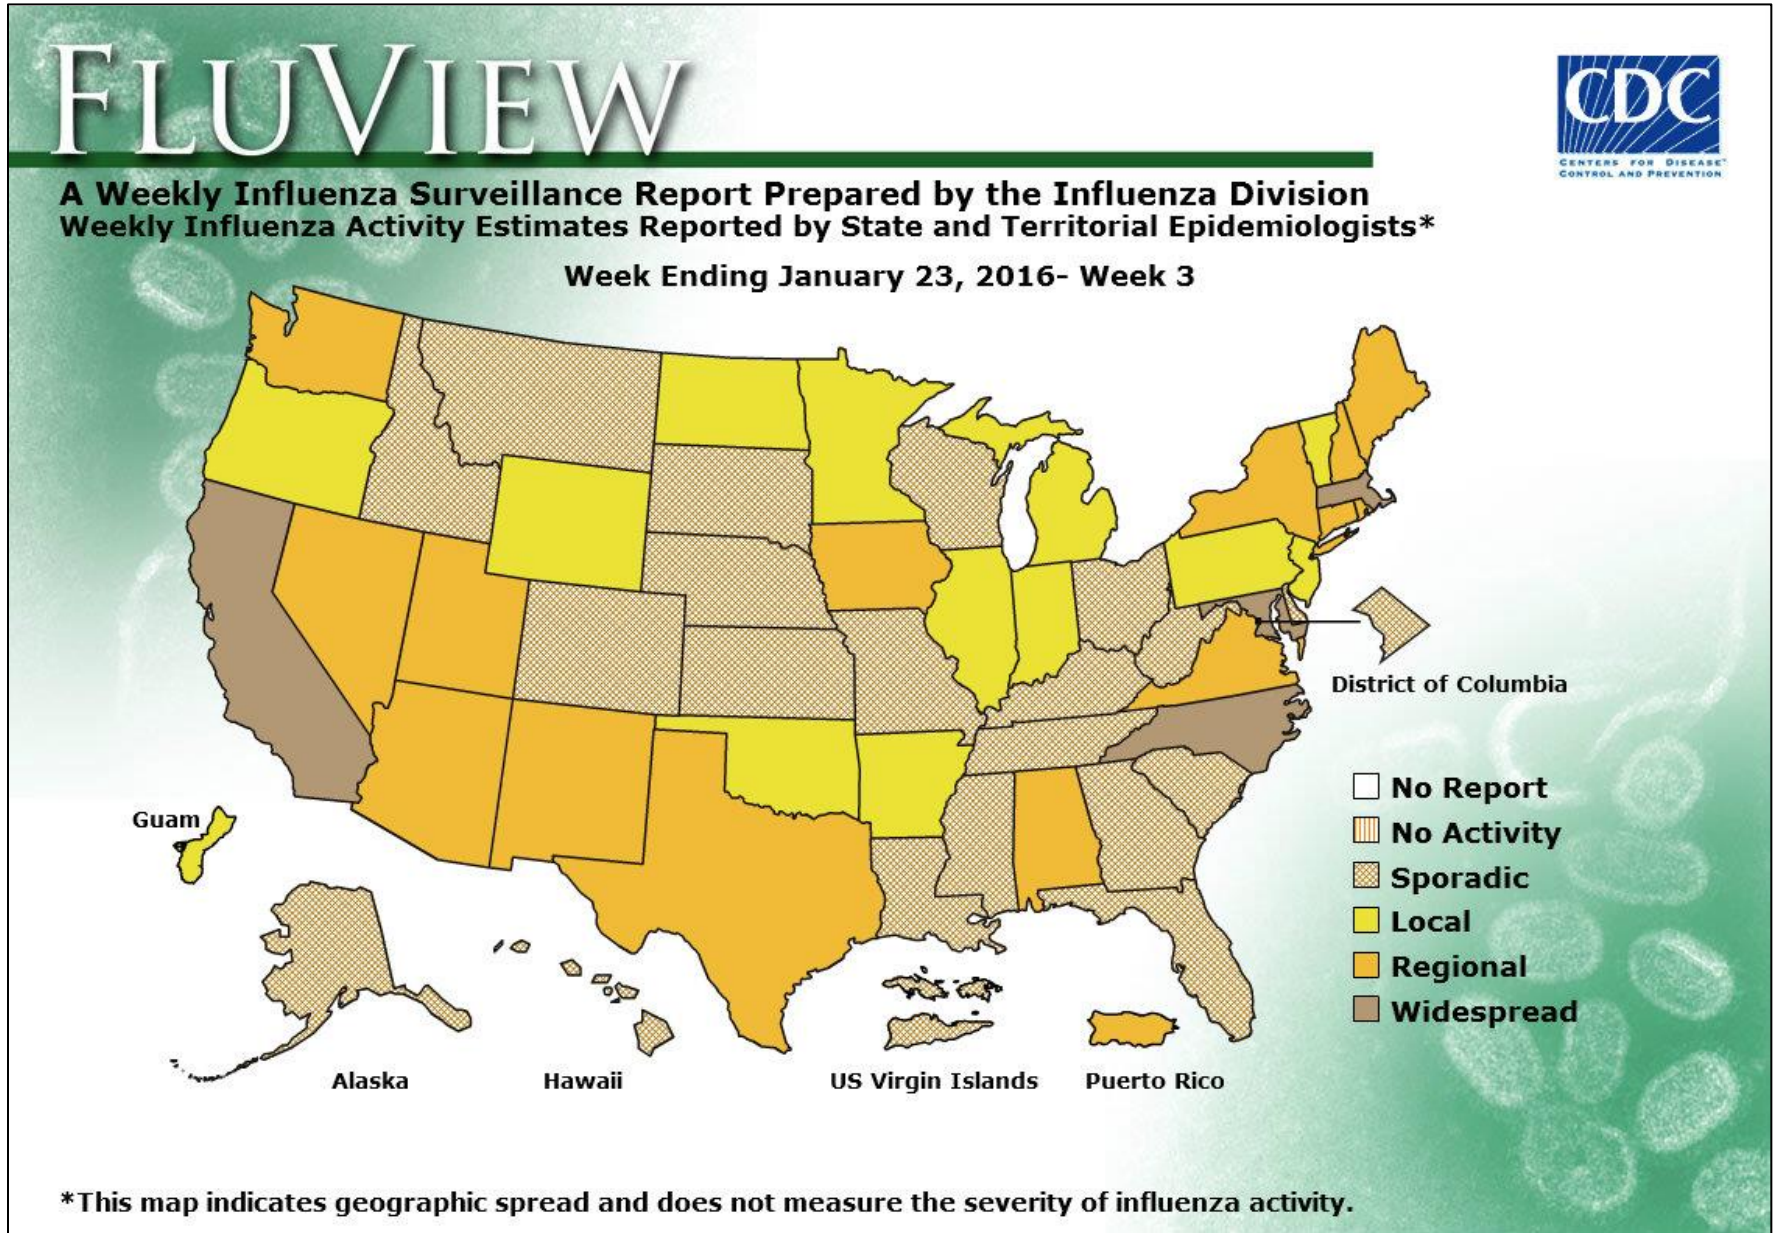 FLUVIEW
CDC
CENTERS FOR DISEASE™
CONTROL AND PREVENTION
A Weekly Influenza Surveillance Report Prepared by the Influenza Division
Weekly Influenza Activity Estimates Reported by State and Territorial Epidemiologists*
Week Ending January 23, 2016- Week 3
District of Columbia
Guam
No Report
No Activity
Sporadic
Local
Regional
Widespread
Alaska
Hawaii
US Virgin Islands
Puerto Rico
*This map indicates geographic spread and does not measure the severity of influenza activity.